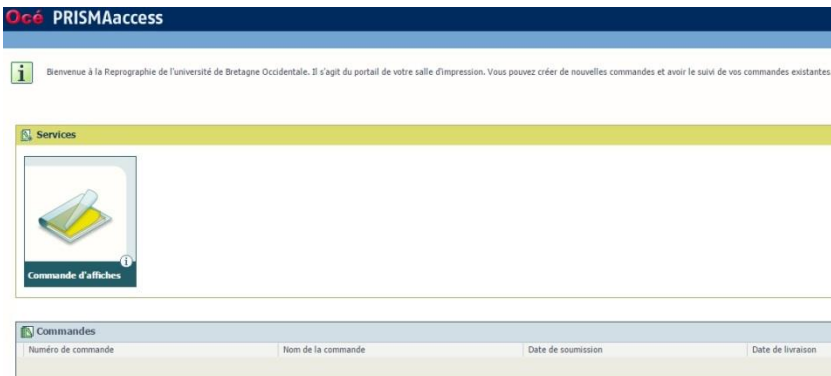 Océ PRISMAaccess
i Bienvenue à la Reprographie de l'université de Bretagne Occidentale. Il s'agit du portail de votre salle d'impression. Vous pouvez créer de nouvelles commandes et avoir le suivi de vos commandes existantes
Services
i
Commande d'affiches
Commandes
Numéro de commande Nom de la commande Date de soumission Date de livraison